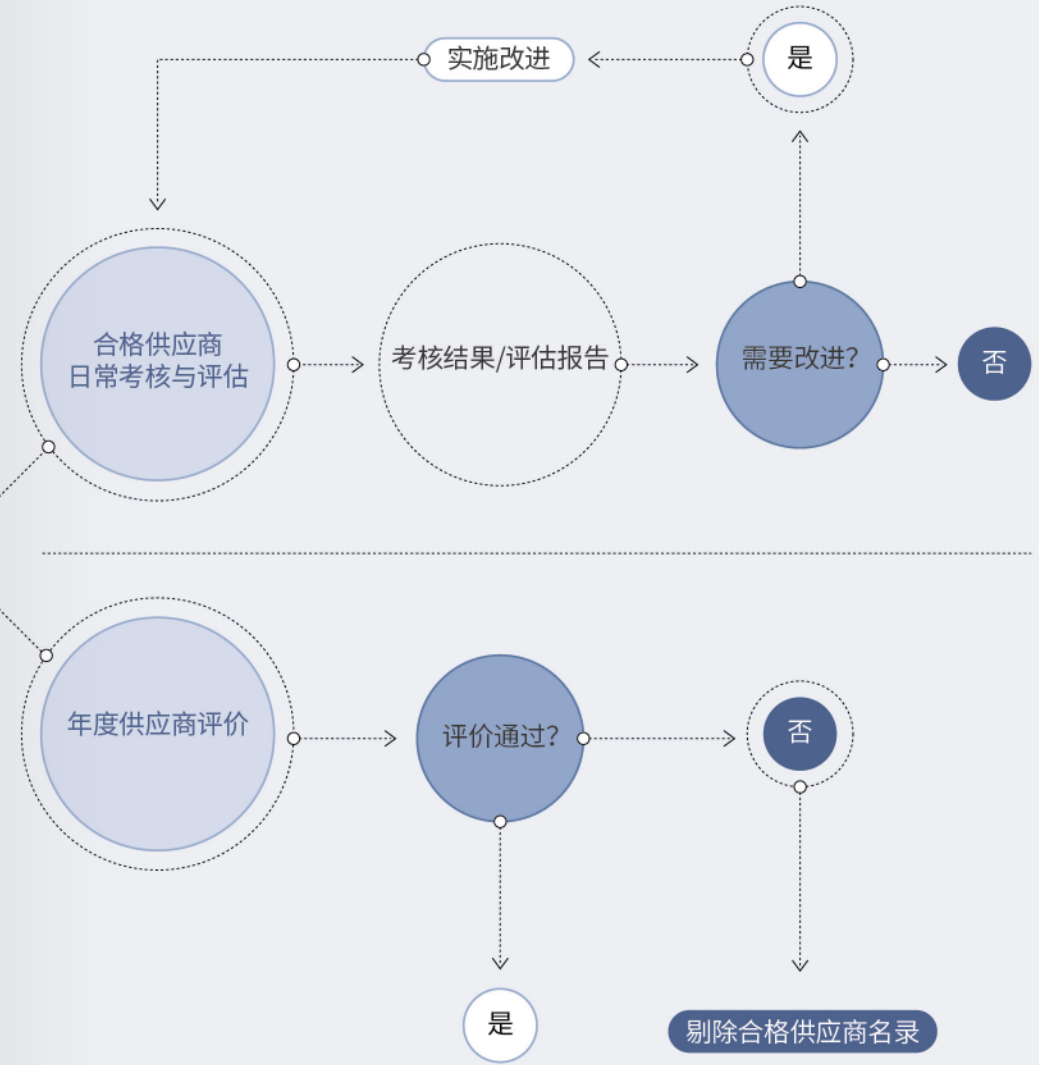 实施改进
是
合格供应商
日常考核与评估
考核结果/评估报告
需要改进?
否
年度供应商评价
评价通过?
否
是
剔除合格供应商名录